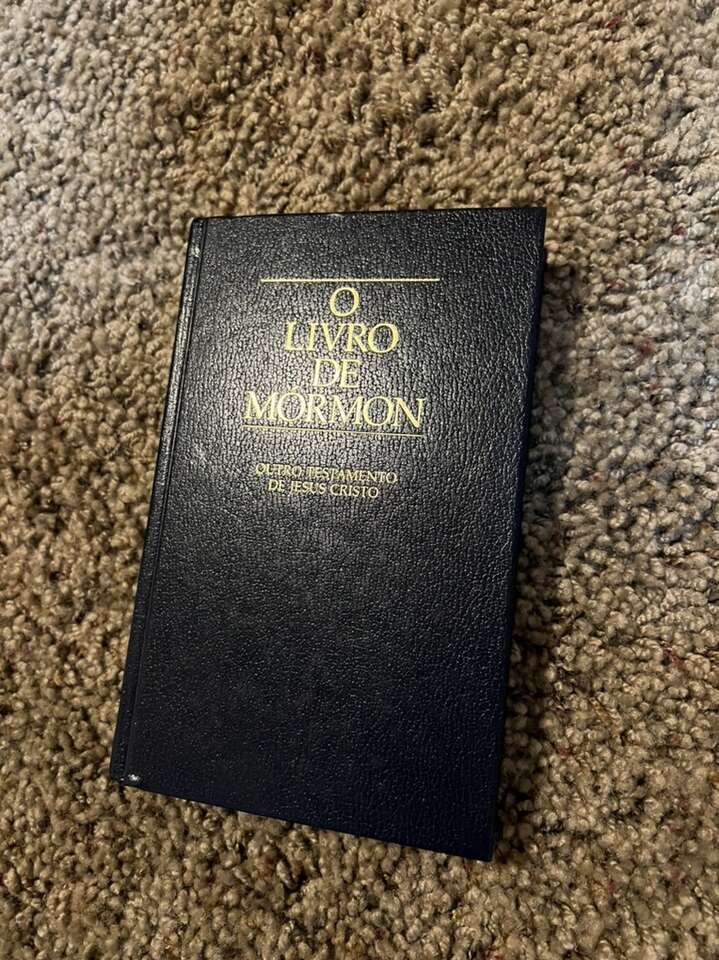 O
LIVRO
DE
MÓRMON
OUTRO TESTAMENTO
DE JESUS CRISTO